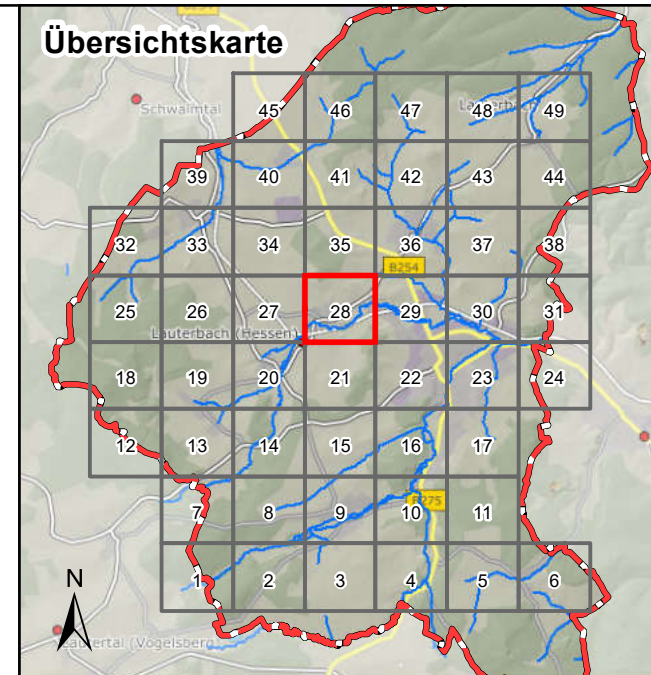 Übersichtskarte
Schwalmtal
45 46 47 48 49
39 40 41 42 43 44
32 33 34 35 36 37 38
B254
25 26 27 28 29 30 31
Lauterbach (Hessen)
18 19 20 21 22 23 24
12 13 14 15 16 17
7 8 9 10 11
B275
1 2 3 4 5 6
N
Lautertal (Vogelsberg)